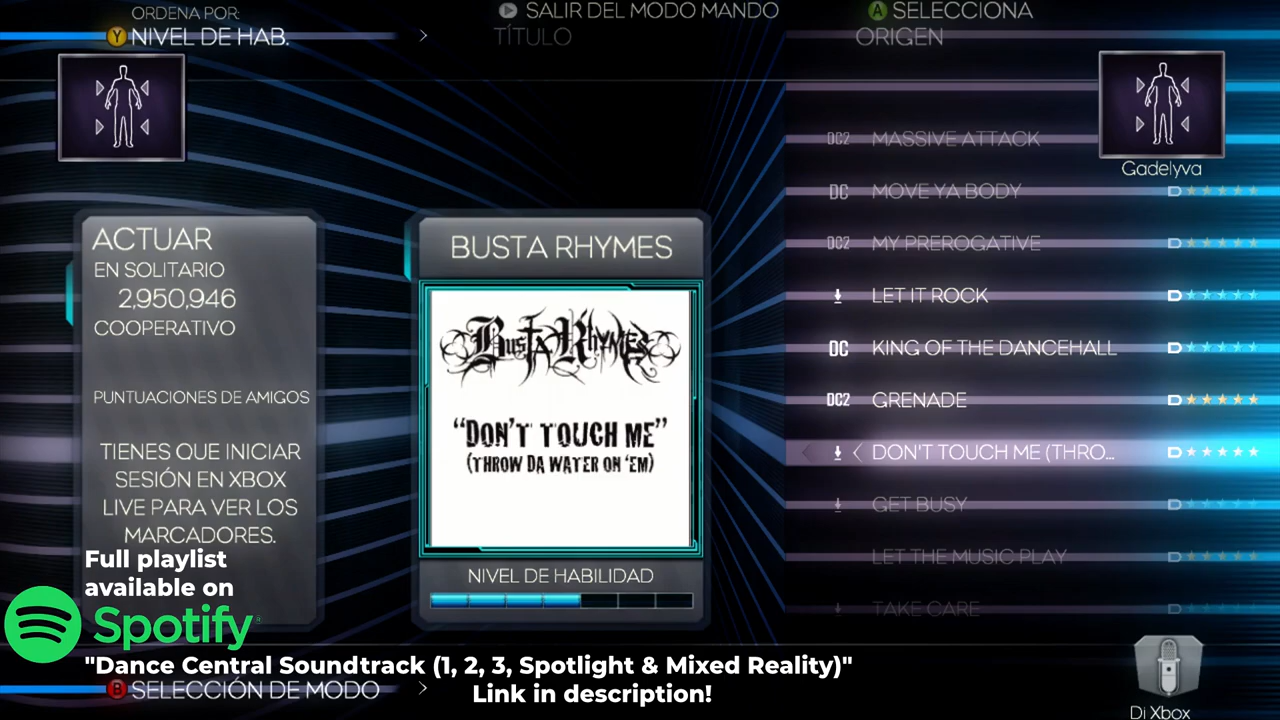 ORDENA POR:
Y NIVEL DE HAB.
SALIR DEL MODO MANDO
TÍTULO
A SELECCIONA
ORIGEN
Gadelyva
ACTUAR
EN SOLITARIO
2,950,946
COOPERATIVO
PUNTUACIONES DE AMIGOS
TIENES QUE INICIAR
SESIÓN EN XBOX
LIVE PARA VER LOS
MARCADORES.
BUSTA RHYMES
BUSTA RHYMES
"DON'T TOUCH ME"
(THROW DA WATER ON 'EM)
NIVEL DE HABILIDAD
DC2 MASSIVE ATTACK
DC MOVE YA BODY D
DC2 MY PREROGATIVE D
LET IT ROCK D
DC KING OF THE DANCEHALL D
DC2 GRENADE D
DON'T TOUCH ME (THRO... D
GET BUSY D
LET THE MUSIC PLAY D
TAKE CARE D
Full playlist
available on
Spotify®
"Dance Central Soundtrack (1, 2, 3, Spotlight & Mixed Reality)"
Link in description!
B SELECCIÓN DE MODO
Di Xbox